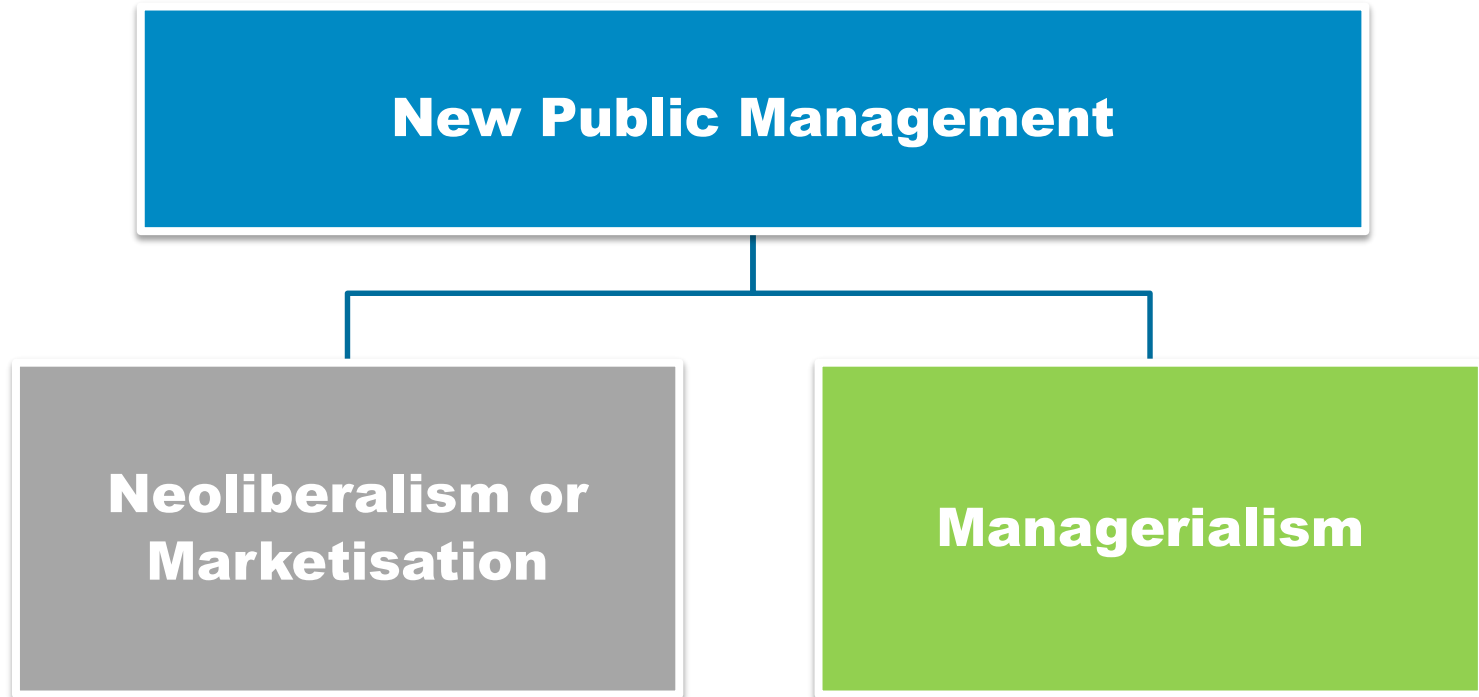 New Public Management
Neoliberalism or
Marketisation
Managerialism